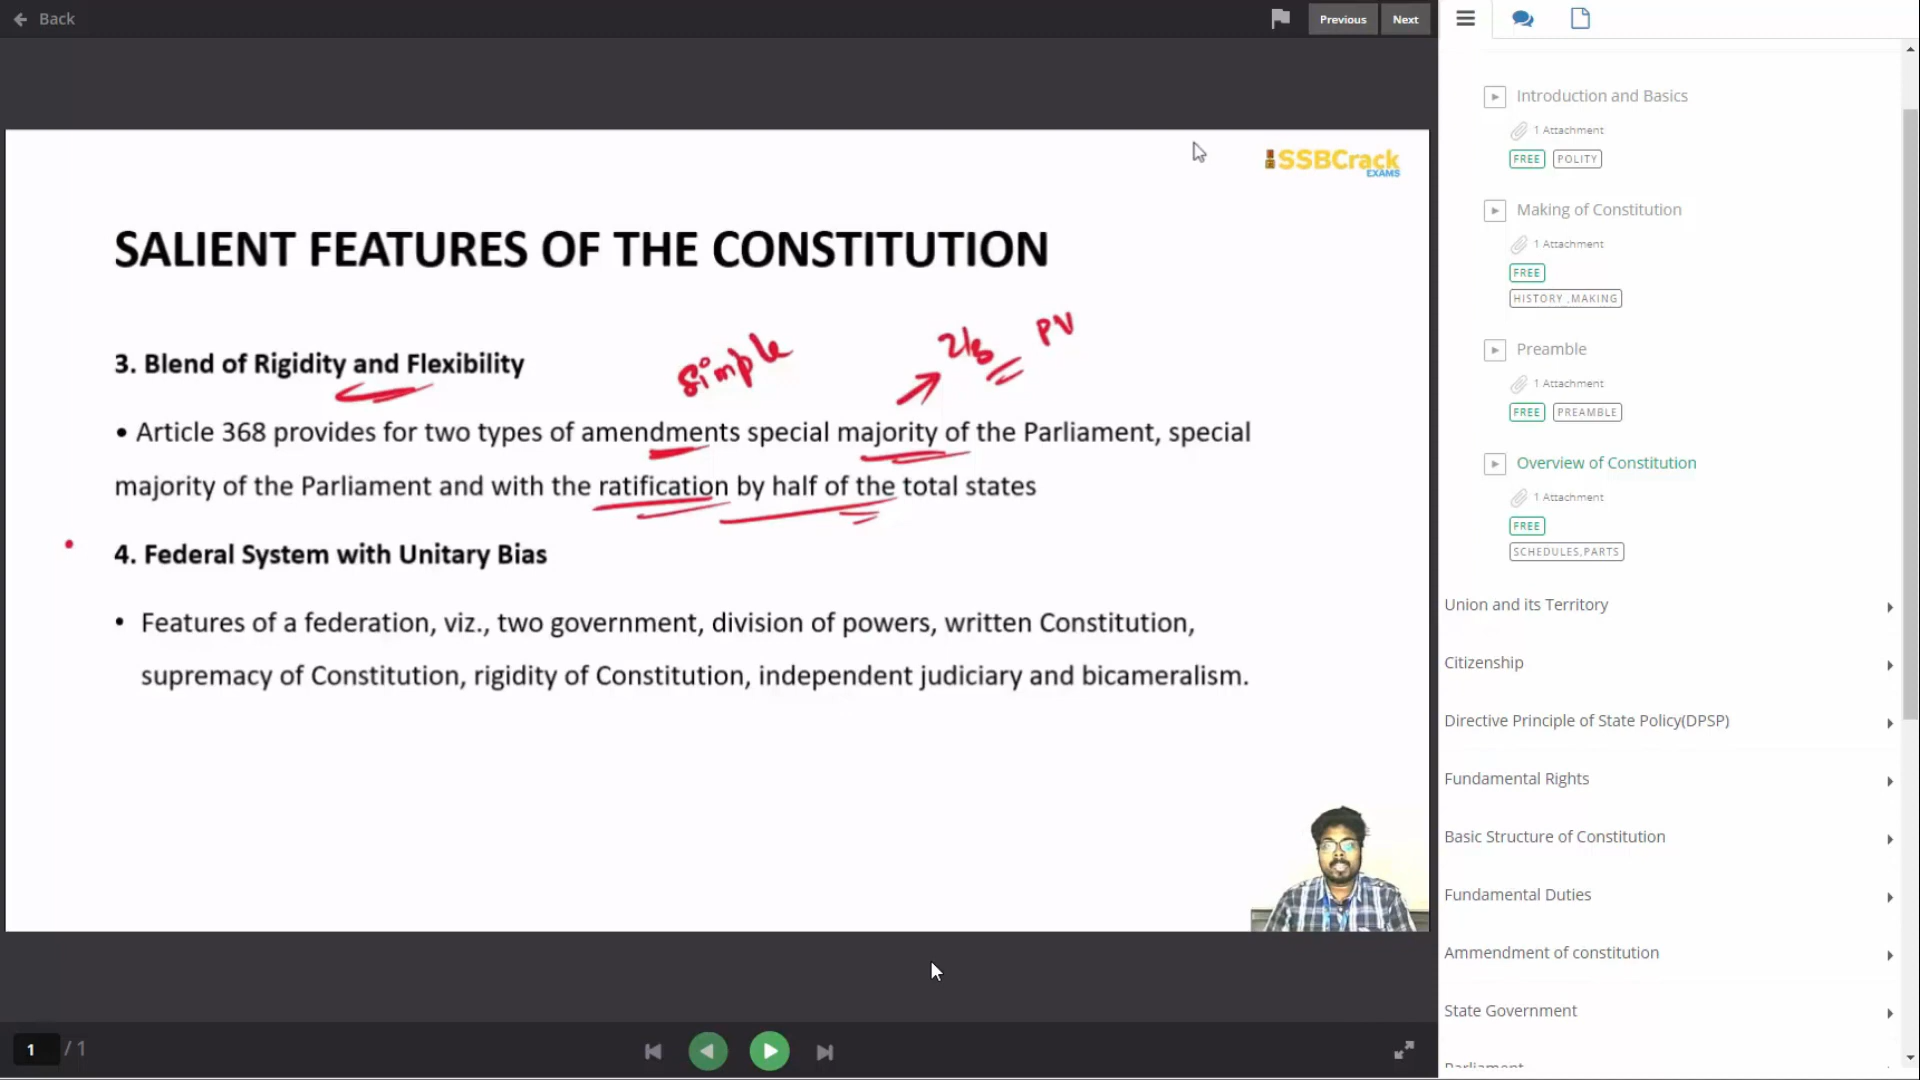 Back
Previous
Next
SSBCrack
EXAMS
SALIENT FEATURES OF THE CONSTITUTION
3. Blend of Rigidity and Flexibility
simple
2/3
PV
• Article 368 provides for two types of amendments special majority of the Parliament, special
majority of the Parliament and with the ratification by half of the total states
4. Federal System with Unitary Bias
• Features of a federation, viz., two government, division of powers, written Constitution,
supremacy of Constitution, rigidity of Constitution, independent judiciary and bicameralism.
1 / 1
Introduction and Basics
1 Attachment
FREE POLITY
Making of Constitution
1 Attachment
FREE
HISTORY ,MAKING
Preamble
1 Attachment
FREE PREAMBLE
Overview of Constitution
1 Attachment
FREE
SCHEDULES,PARTS
Union and its Territory
Citizenship
Directive Principle of State Policy(DPSP)
Fundamental Rights
Basic Structure of Constitution
Fundamental Duties
Ammendment of constitution
State Government
Parliament